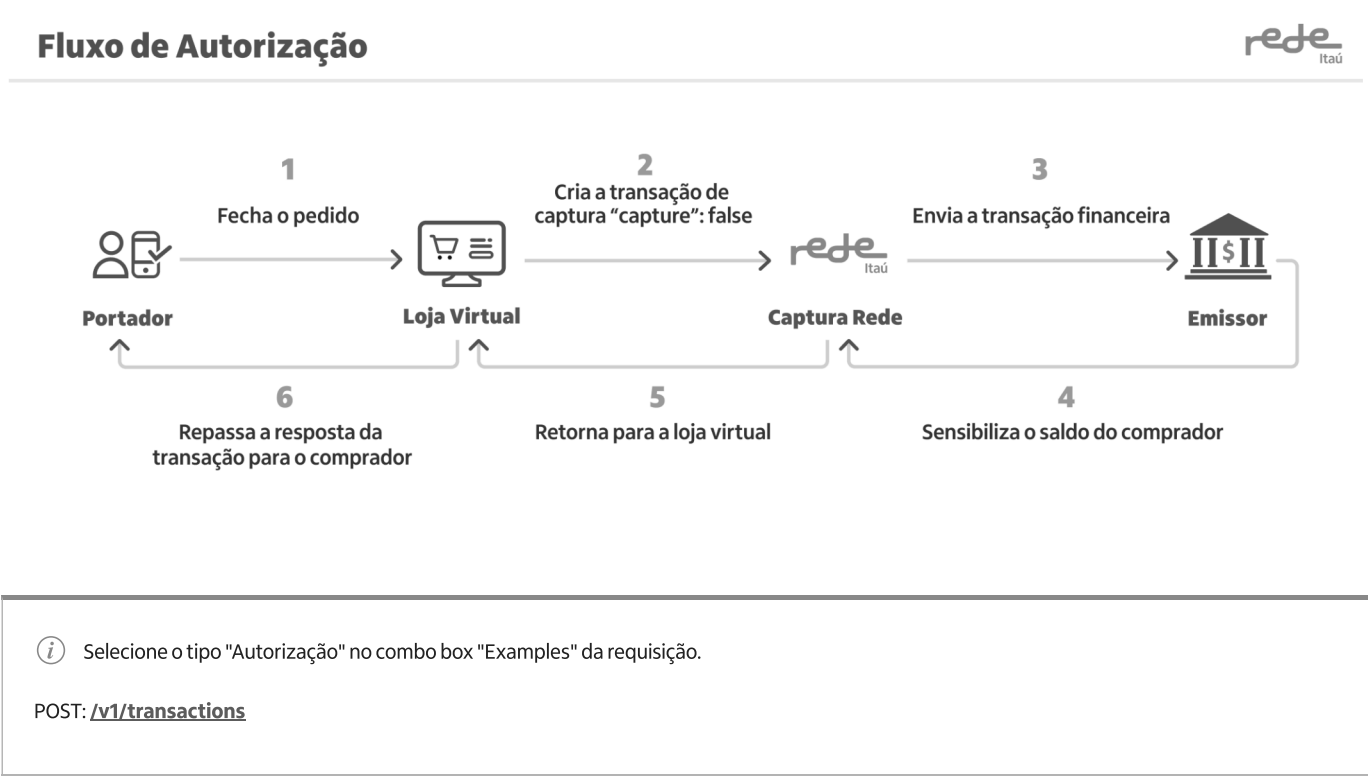 Fluxo de Autorização
rede
Itaú
1
Fecha o pedido
2
Cria a transação de
captura “capture”: false
3
Envia a transação financeira
rede
Itaú
$
Portador
Loja Virtual
Captura Rede
Emissor
6
Repassa a resposta da
transação para o comprador
5
Retorna para a loja virtual
4
Sensibiliza o saldo do comprador
i
Selecione o tipo "Autorização" no combo box "Examples" da requisição.
POST: /v1/transactions